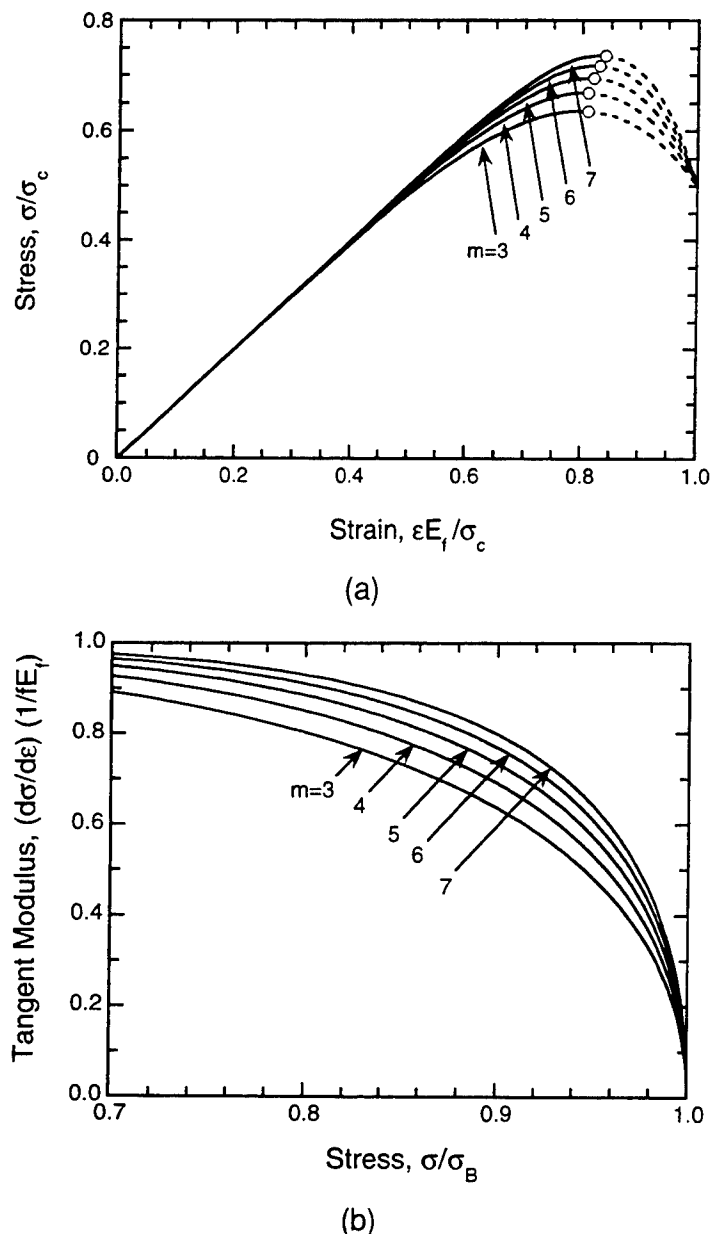 0.8
0.6
0.4
0.2
0
Stress, σ/σc
7
6
5
4
m=3
0.0 0.2 0.4 0.6 0.8 1.0
Strain, εEf/σc
(a)
1.0
0.8
0.6
0.4
0.2
0.0
Tangent Modulus, (dσ/dε) (1/fEf)
m=3
4
5
6
7
0.7 0.8 0.9 1.0
Stress, σ/σB
(b)